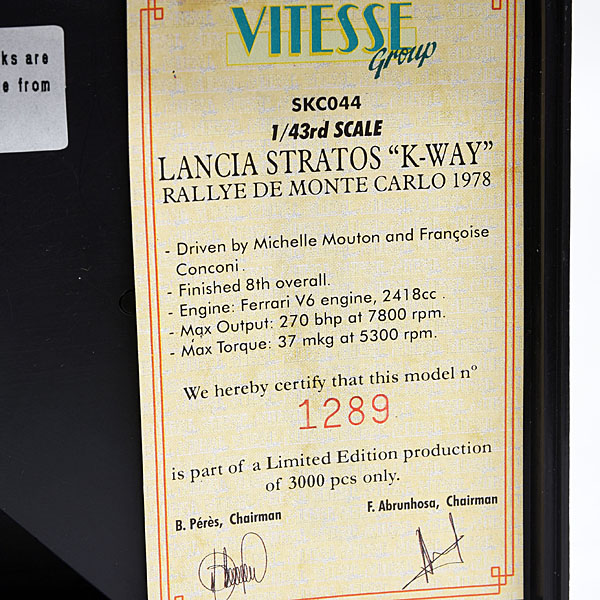 ks are
e from
VITESSE
Group
SKC044
1/43rd SCALE
LANCIA STRATOS “K-WAY”
RALLYE DE MONTE CARLO 1978
- Driven by Michelle Mouton and Françoise
Conconi.
- Finished 8th overall.
- Engine: Ferrari V6 engine, 2418cc .
- Max Output: 270 bhp at 7800 rpm.
- Max Torque: 37 mkg at 5300 rpm.
We hereby certify that this model nº
1289
is part of a Limited Edition production
of 3000 pcs only.
B. Pérès, Chairman
F. Abrunhosa, Chairman